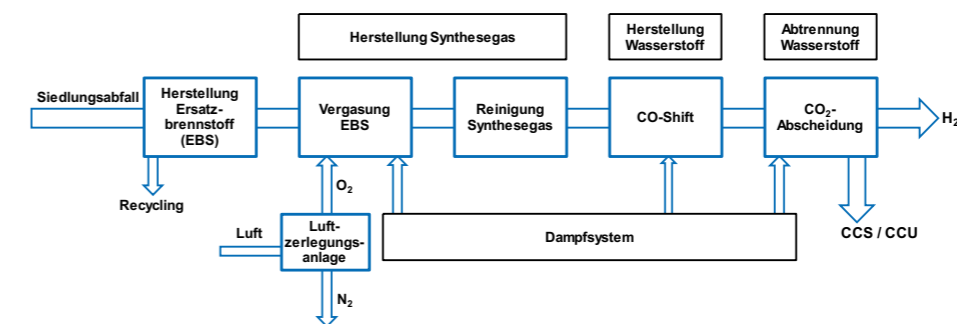 Herstellung Synthesegas
Herstellung
Wasserstoff
Abtrennung
Wasserstoff
Siedlungsabfall
Herstellung
Ersatz-
brennstoff
(EBS)
Vergasung
EBS
Reinigung
Synthesegas
CO-Shift
CO₂-
Abscheidung
H₂
Recycling
O₂
Luft
Luft-
zerlegungs-
anlage
Dampfsystem
CCS / CCU
N₂